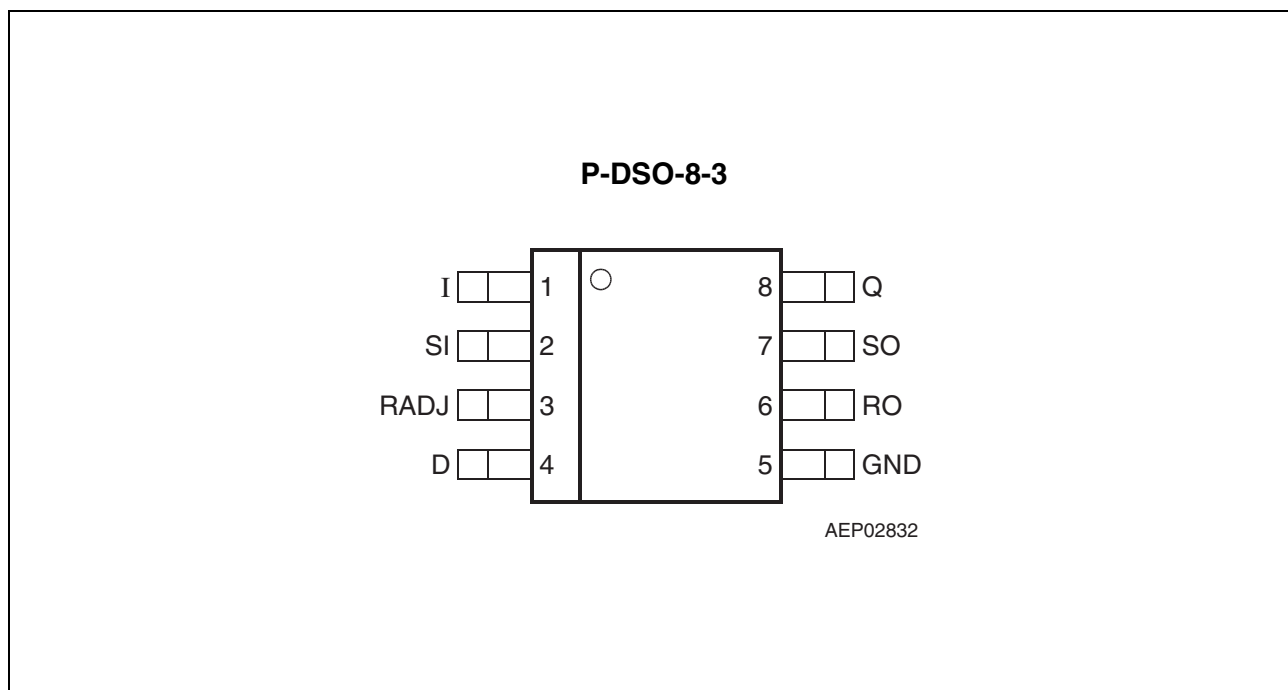 P-DSO-8-3
I 1 8 Q
SI 2 7 SO
RADJ 3 6 RO
D 4 5 GND
AEP02832